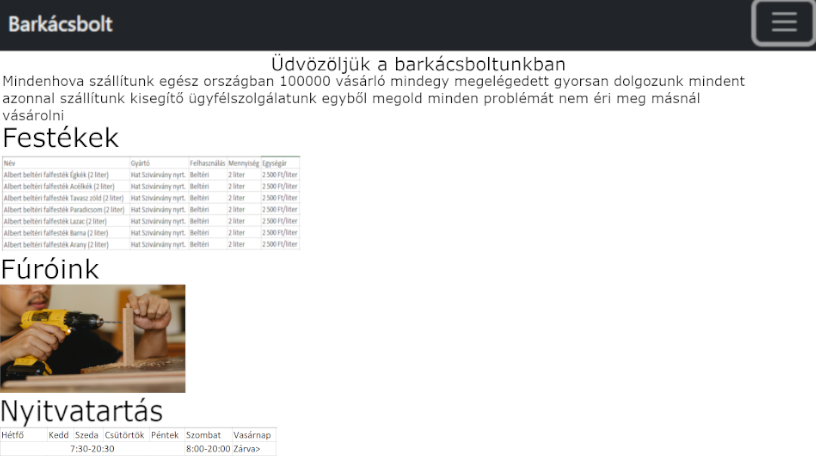 Barkácsbolt
Üdvözöljük a barkácsboltunkban
Mindenhova szállítunk egész országban 100000 vásárló mindegy megelégedett gyorsan dolgozunk mindent
azonnal szállítunk kisegítő ügyfélszolgálatunk egyből megold minden problémát nem éri meg másnál
vásárolni
Festékek
Név Gyártó Felhasználás Mennyiség Egységár
Albert beltéri falfesték Égkék (2 liter) Hat Szivárvány nyrt. Beltéri 2 liter 2 500 Ft/liter
Albert beltéri falfesték Acélkék (2 liter) Hat Szivárvány nyrt. Beltéri 2 liter 2 500 Ft/liter
Albert beltéri falfesték Tavasz zöld (2 liter) Hat Szivárvány nyrt. Beltéri 2 liter 2 500 Ft/liter
Albert beltéri falfesték Paradicsom (2 liter) Hat Szivárvány nyrt. Beltéri 2 liter 2 500 Ft/liter
Albert beltéri falfesték Lazac (2 liter) Hat Szivárvány nyrt. Beltéri 2 liter 2 500 Ft/liter
Albert beltéri falfesték Barna (2 liter) Hat Szivárvány nyrt. Beltéri 2 liter 2 500 Ft/liter
Albert beltéri falfesték Arany (2 liter) Hat Szivárvány nyrt. Beltéri 2 liter 2 500 Ft/liter
Fúróink
Nyitvatartás
Hétfő Kedd Szeda Csütörtök Péntek Szombat Vasárnap
7:30-20:30 8:00-20:00 Zárva>